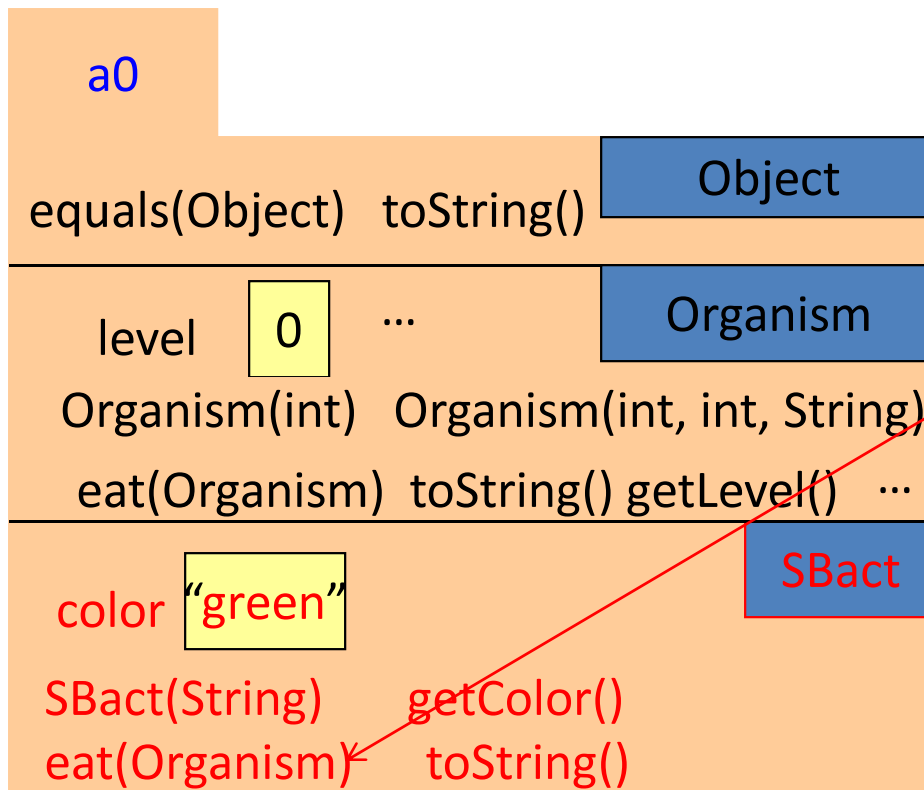 a0
Object
equals(Object) toString()
Organism
level 0 ...
Organism(int) Organism(int, int, String)
eat(Organism) toString() getLevel() ...
SBact
color “green”
SBact(String) getColor()
eat(Organism) toString()